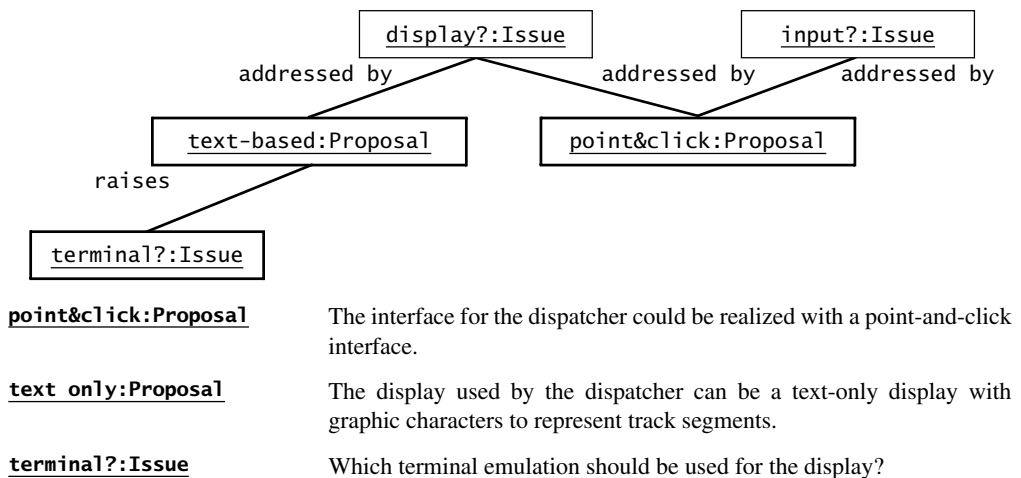 display?:Issue
input?:Issue
addressed by
addressed by
addressed by
text-based:Proposal
point&click:Proposal
raises
terminal?:Issue
point&click:Proposal The interface for the dispatcher could be realized with a point-and-click
interface.
text only:Proposal The display used by the dispatcher can be a text-only display with
graphic characters to represent track segments.
terminal?:Issue Which terminal emulation should be used for the display?